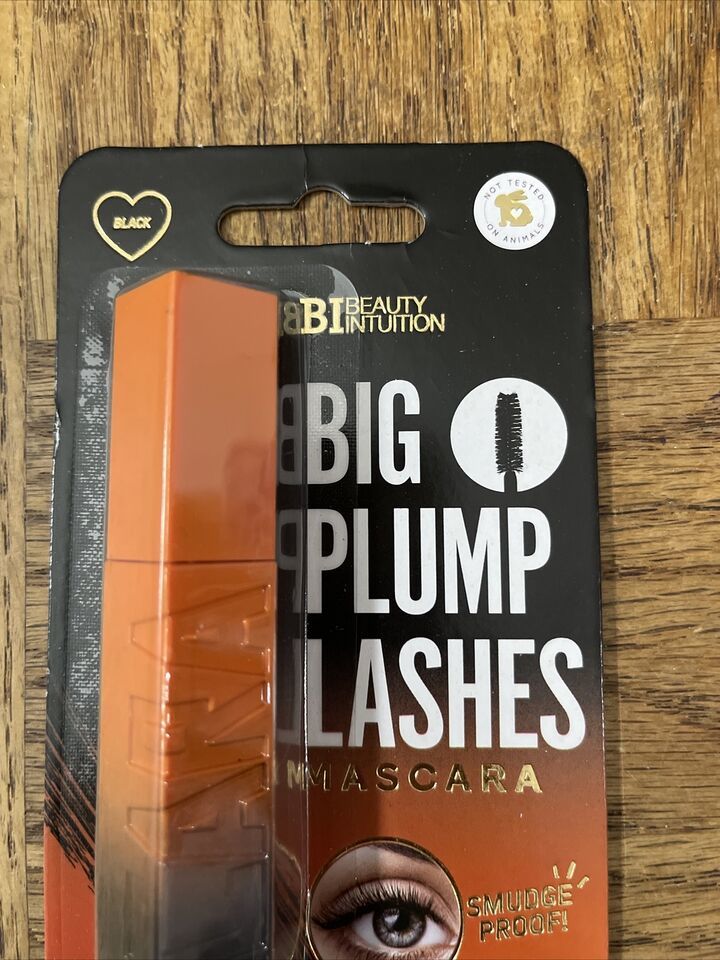 BLACK
NOT TESTED
ON ANIMALS
BI BEAUTY
INTUITION
BIG
PLUMP
LASHES
MASCARA
SMUDGE
PROOF!